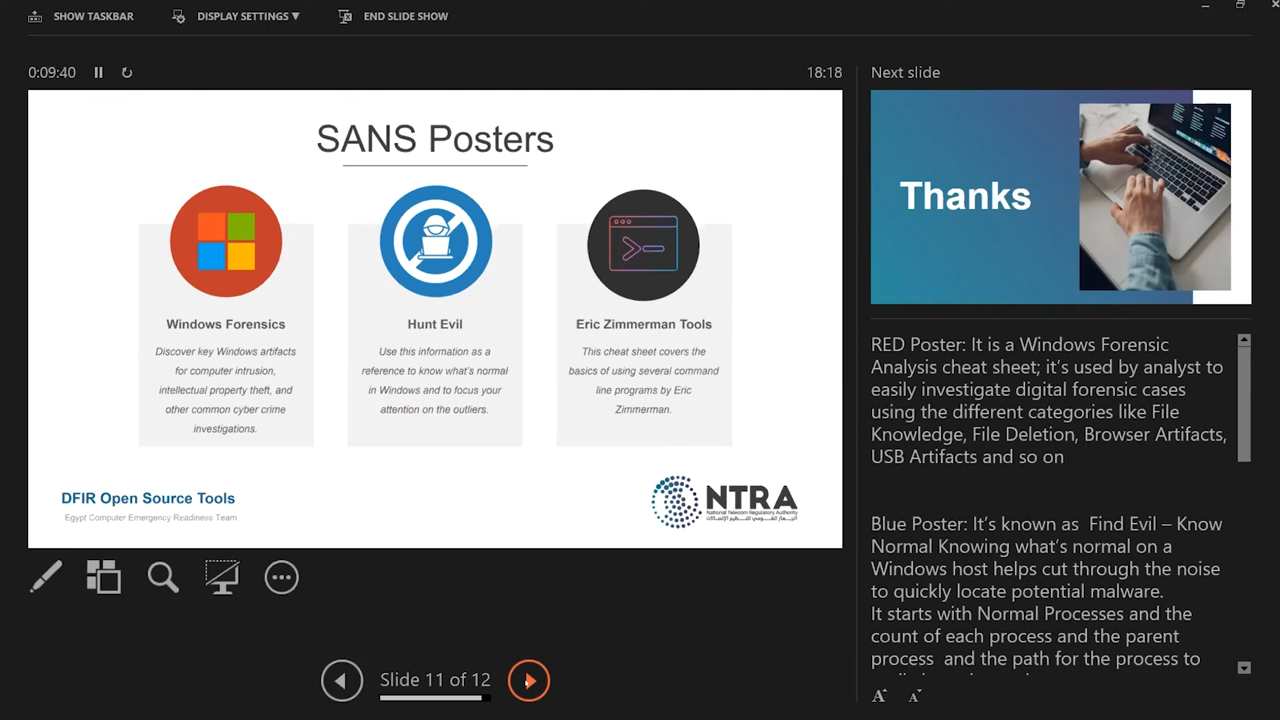 SHOW TASKBAR
DISPLAY SETTINGS ▼
END SLIDE SHOW
0:09:40
18:18
SANS Posters
Windows Forensics
Discover key Windows artifacts
for computer intrusion,
intellectual property theft, and
other common cyber crime
investigations.
Hunt Evil
Use this information as a
reference to know what's normal
in Windows and to focus your
attention on the outliers.
Eric Zimmerman Tools
This cheat sheet covers the
basics of using several command
line programs by Eric
Zimmerman.
DFIR Open Source Tools
Egypt Computer Emergency Readiness Team
NTRA
National Telecom Regulatory Authority
الجهاز القومي لتنظيم الاتصالات
Slide 11 of 12
Next slide
Thanks
RED Poster: It is a Windows Forensic
Analysis cheat sheet; it's used by analyst to
easily investigate digital forensic cases
using the different categories like File
Knowledge, File Deletion, Browser Artifacts,
USB Artifacts and so on
Blue Poster: It's known as  Find Evil – Know
Normal Knowing what's normal on a
Windows host helps cut through the noise
to quickly locate potential malware.
It starts with Normal Processes and the
count of each process and the parent
process  and the path for the process to
A
A